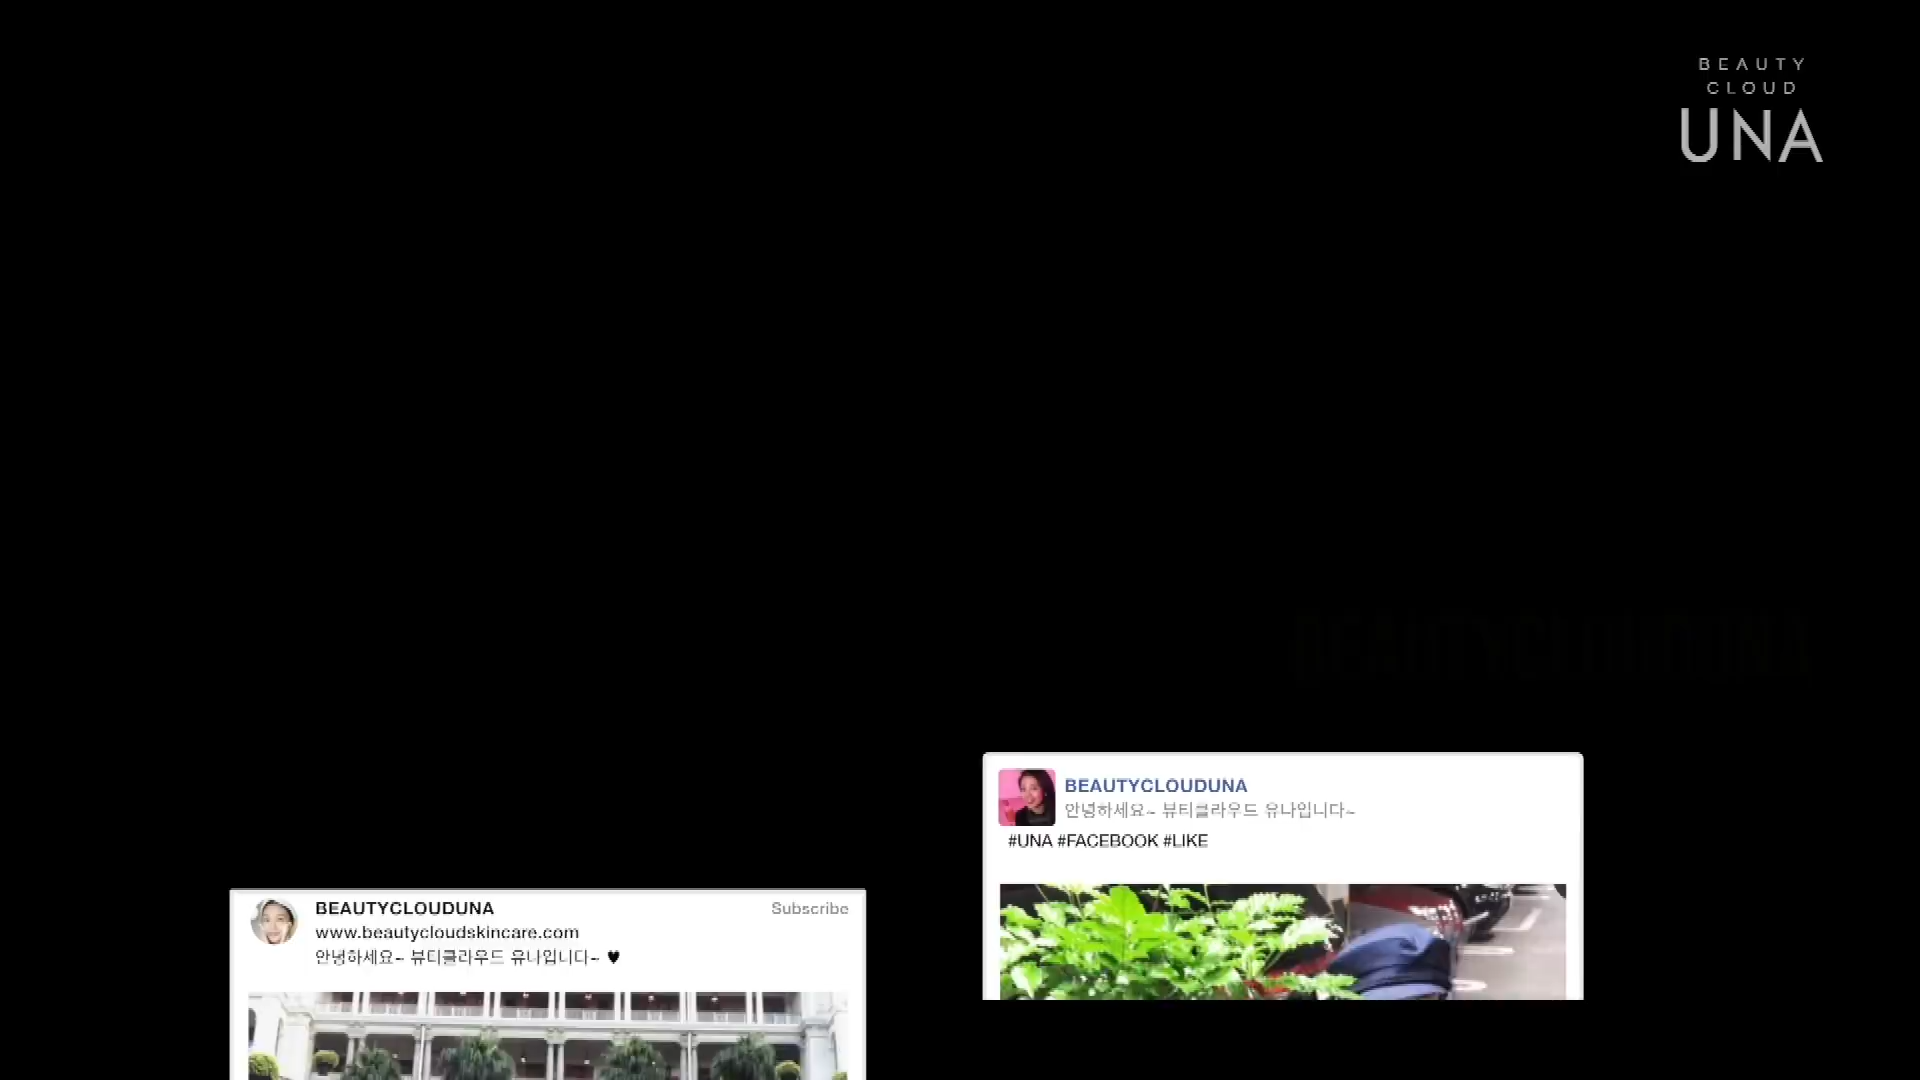 BEAUTY
CLOUD
UNA
BEAUTYCLOUDUNA
안녕하세요~ 뷰티클라우드 유나입니다~
#UNA #FACEBOOK #LIKE
BEAUTYCLOUDUNA
Subscribe
www.beautycloudskincare.com
안녕하세요~ 뷰티클라우드 유나입니다~ ♥